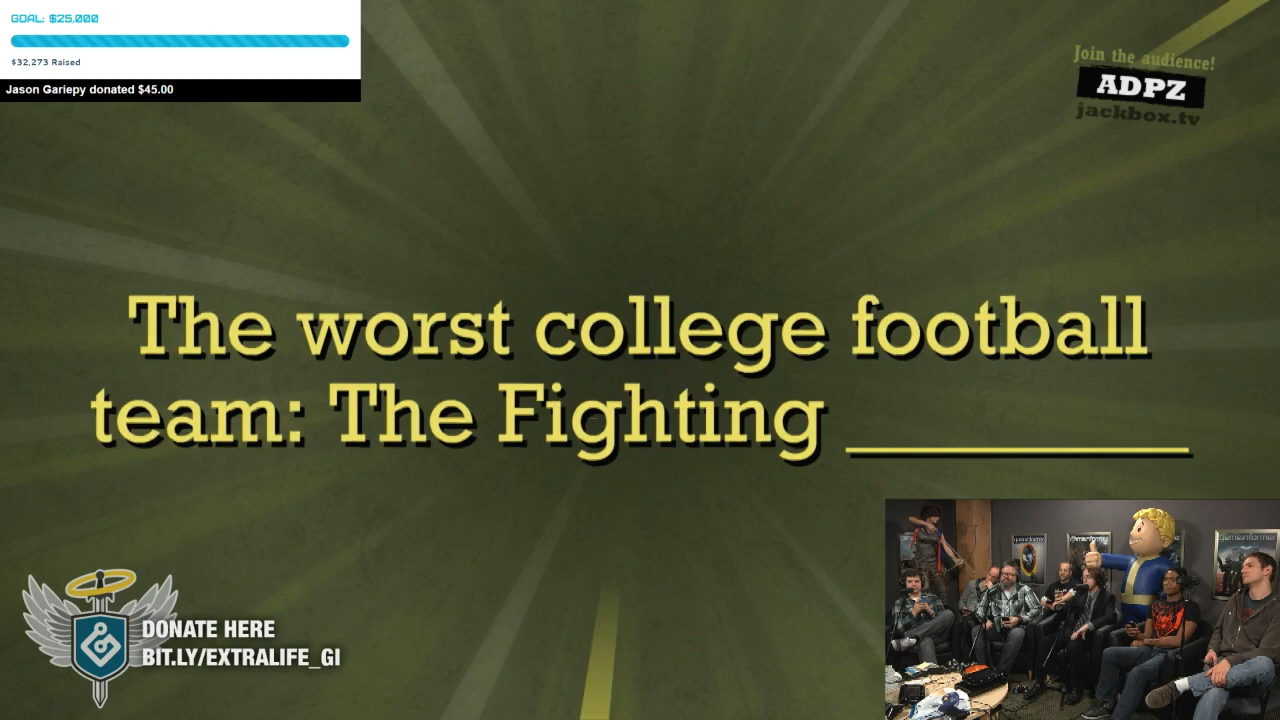 GOAL: $25,000
$32,273 Raised
Jason Gariepy donated $45.00
Join the audience!
ADPZ
jackbox.tv
The worst college football
team: The Fighting
DONATE HERE
BIT.LY/EXTRALIFE_GI
gameinformer